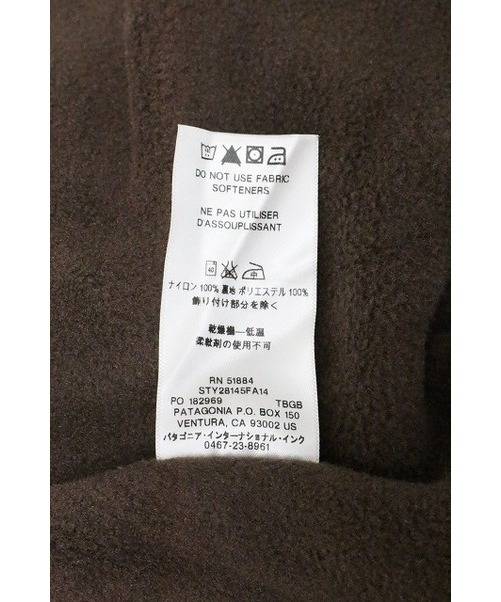 DO NOT USE FABRIC
SOFTENERS
NE PAS UTILISER
D'ASSOUPLISSANT
40 中
ナイロン 100% 裏地 ポリエステル 100%
飾り付け部分を除く
乾燥機—低温
柔軟剤の使用不可
RN 51884
STY28145FA14
PO 182969 TBGB
PATAGONIA P.O. BOX 150
VENTURA, CA 93002 US
パタゴニア・インターナショナル・インク
0467-23-8961